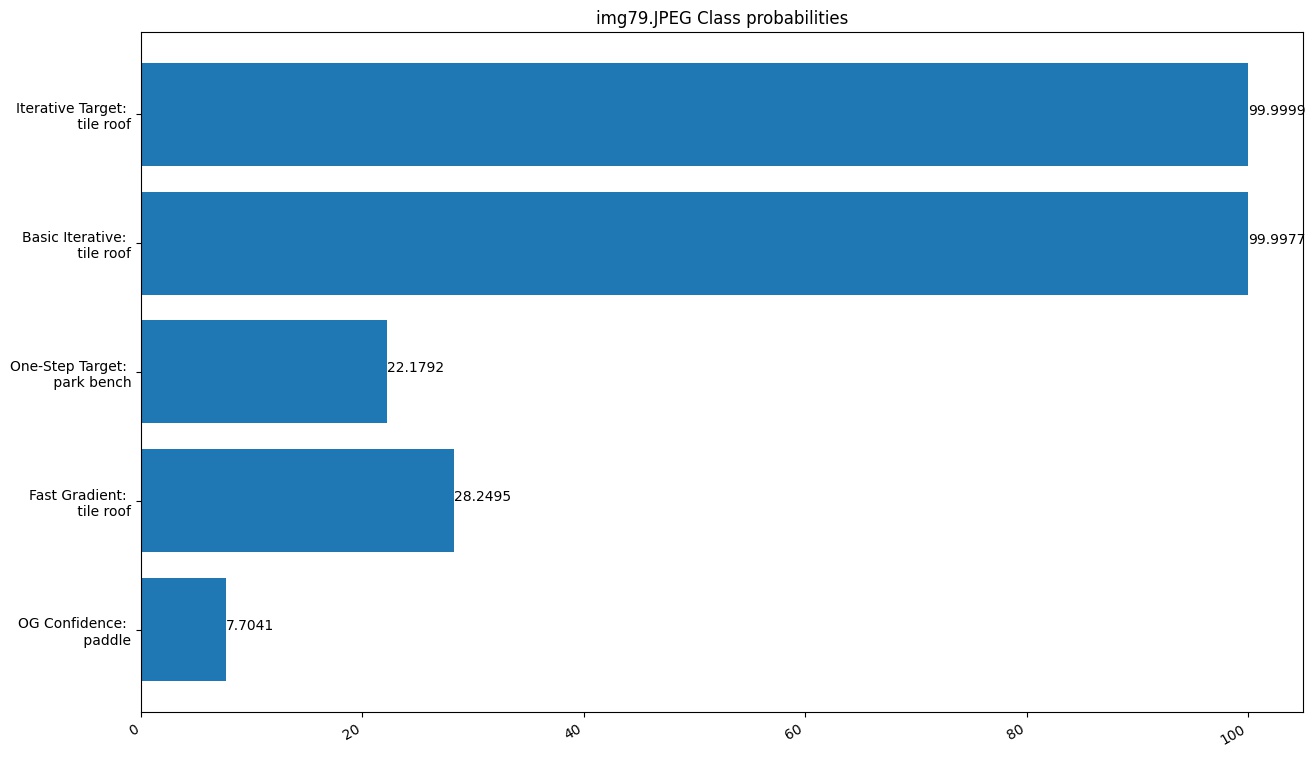 img79.JPEG Class probabilities
Iterative Target:
tile roof
99.9999
Basic Iterative:
tile roof
99.9977
One-Step Target:
park bench
22.1792
Fast Gradient:
tile roof
28.2495
OG Confidence:
paddle
7.7041
0
20
40
60
80
100